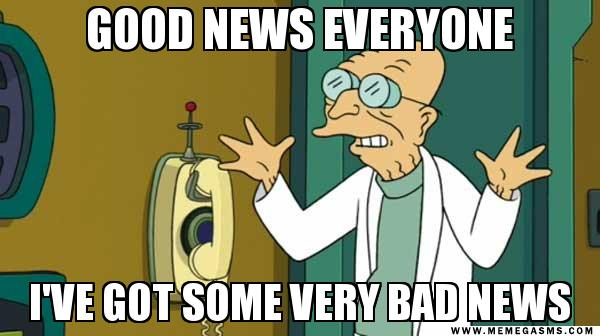 GOOD NEWS EVERYONE
I'VE GOT SOME VERY BAD NEWS
WWW.MEMEGASMS.COM